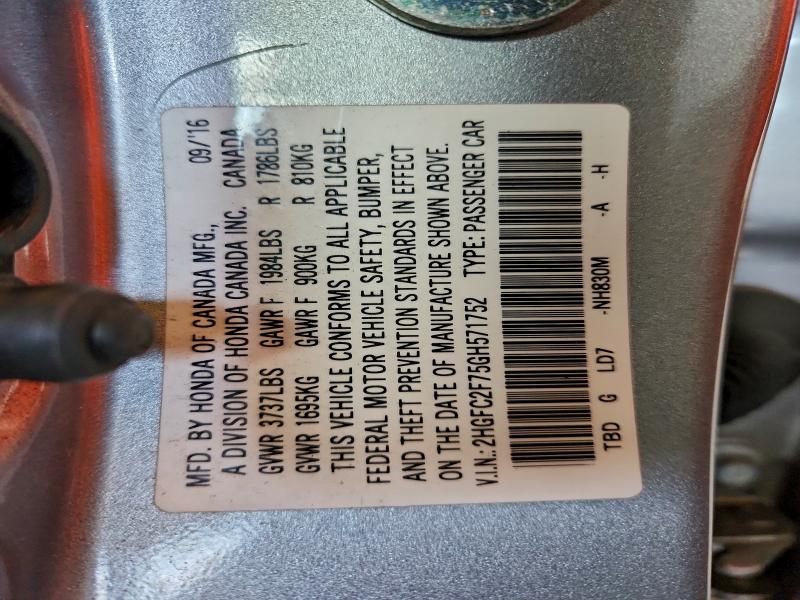 MFD. BY HONDA OF CANADA MFG., 09/16
A DIVISION OF HONDA CANADA INC. CANADA
GVWR 3737LBS GAWR F 1984LBS R 1786LBS
GVWR 1695KG GAWR F 900KG R 810KG
THIS VEHICLE CONFORMS TO ALL APPLICABLE
FEDERAL MOTOR VEHICLE SAFETY, BUMPER,
AND THEFT PREVENTION STANDARDS IN EFFECT
ON THE DATE OF MANUFACTURE SHOWN ABOVE.
V.I.N.: 2HGFC2F75GH571752 TYPE: PASSENGER CAR
TBD G LD7 -NH830M -A -H